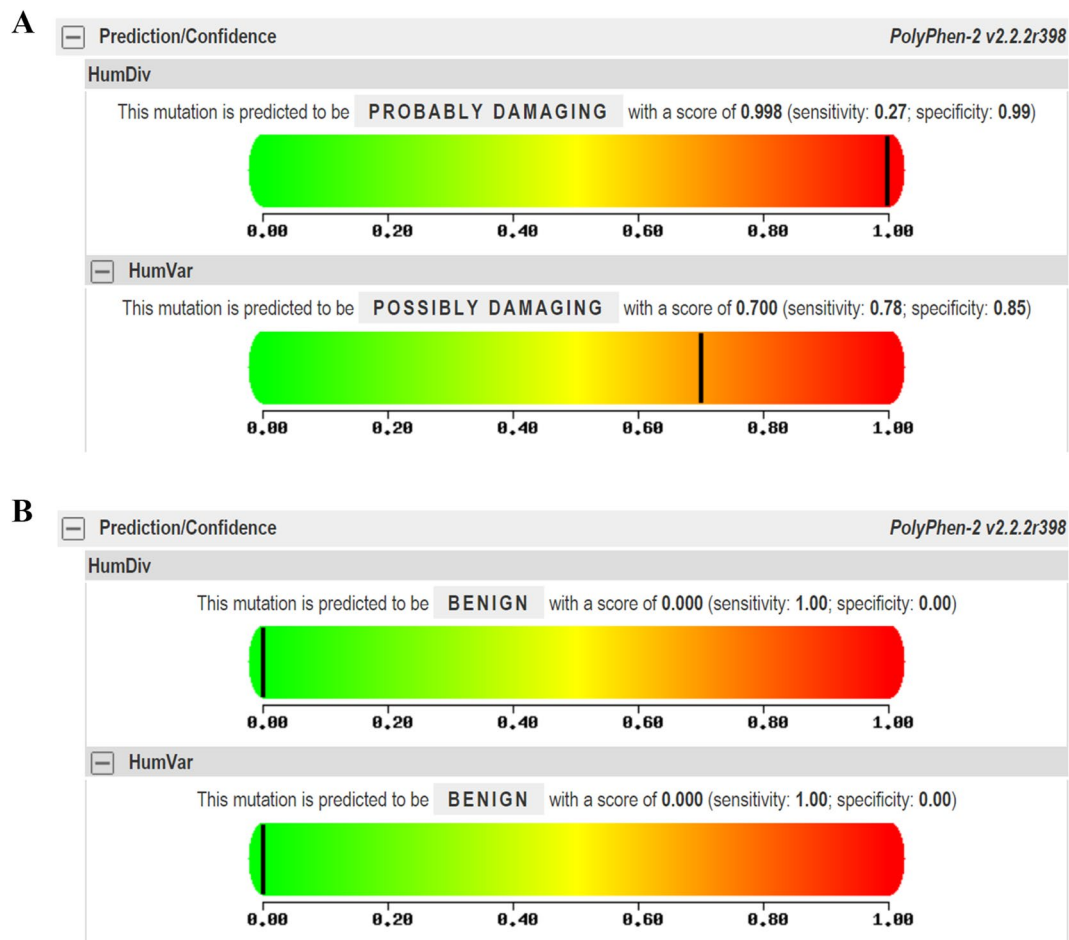 A
Prediction/Confidence PolyPhen-2 v2.2.2r398
HumDiv
This mutation is predicted to be PROBABLY DAMAGING with a score of 0.998 (sensitivity: 0.27; specificity: 0.99)
0.00 0.20 0.40 0.60 0.80 1.00
HumVar
This mutation is predicted to be POSSIBLY DAMAGING with a score of 0.700 (sensitivity: 0.78; specificity: 0.85)
0.00 0.20 0.40 0.60 0.80 1.00
B
Prediction/Confidence PolyPhen-2 v2.2.2r398
HumDiv
This mutation is predicted to be BENIGN with a score of 0.000 (sensitivity: 1.00; specificity: 0.00)
0.00 0.20 0.40 0.60 0.80 1.00
HumVar
This mutation is predicted to be BENIGN with a score of 0.000 (sensitivity: 1.00; specificity: 0.00)
0.00 0.20 0.40 0.60 0.80 1.00